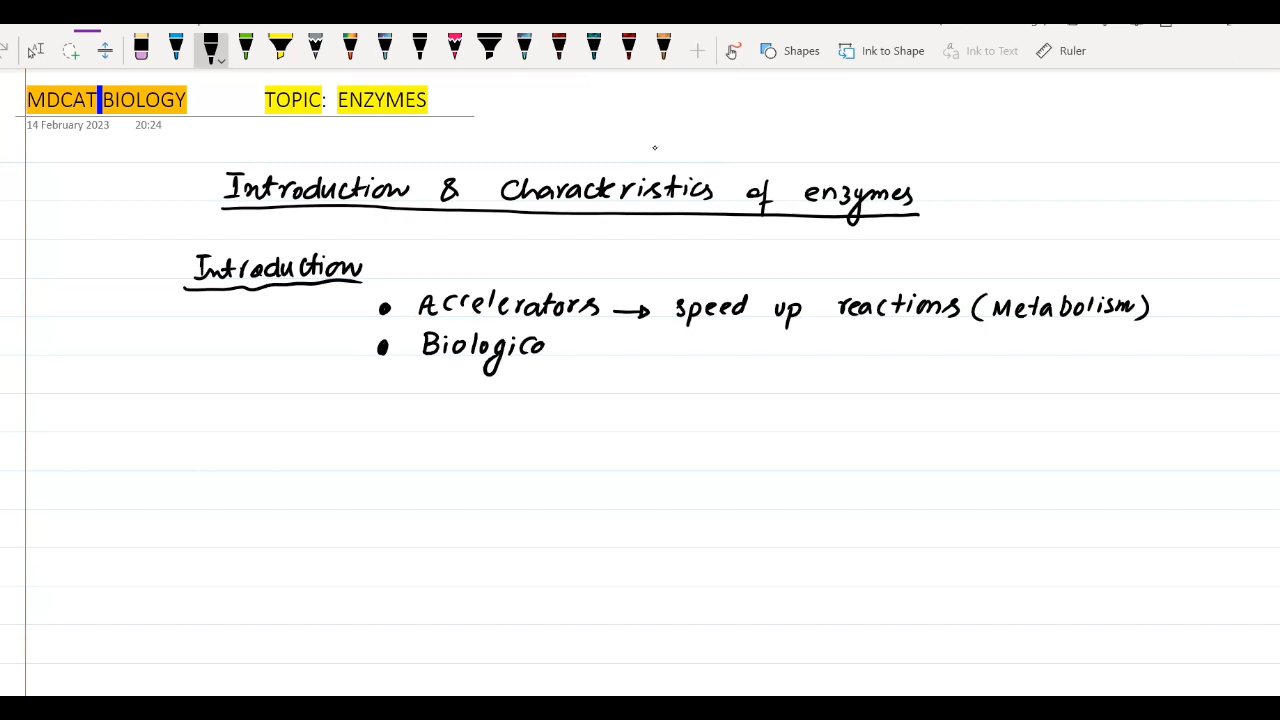 Shapes Ink to Shape Ink to Text Ruler
MDCAT BIOLOGY TOPIC: ENZYMES
14 February 2023 20:24
Introduction & Characteristics of enzymes
Introduction
• Accelerators → speed up reactions (Metabolism)
• Biologica